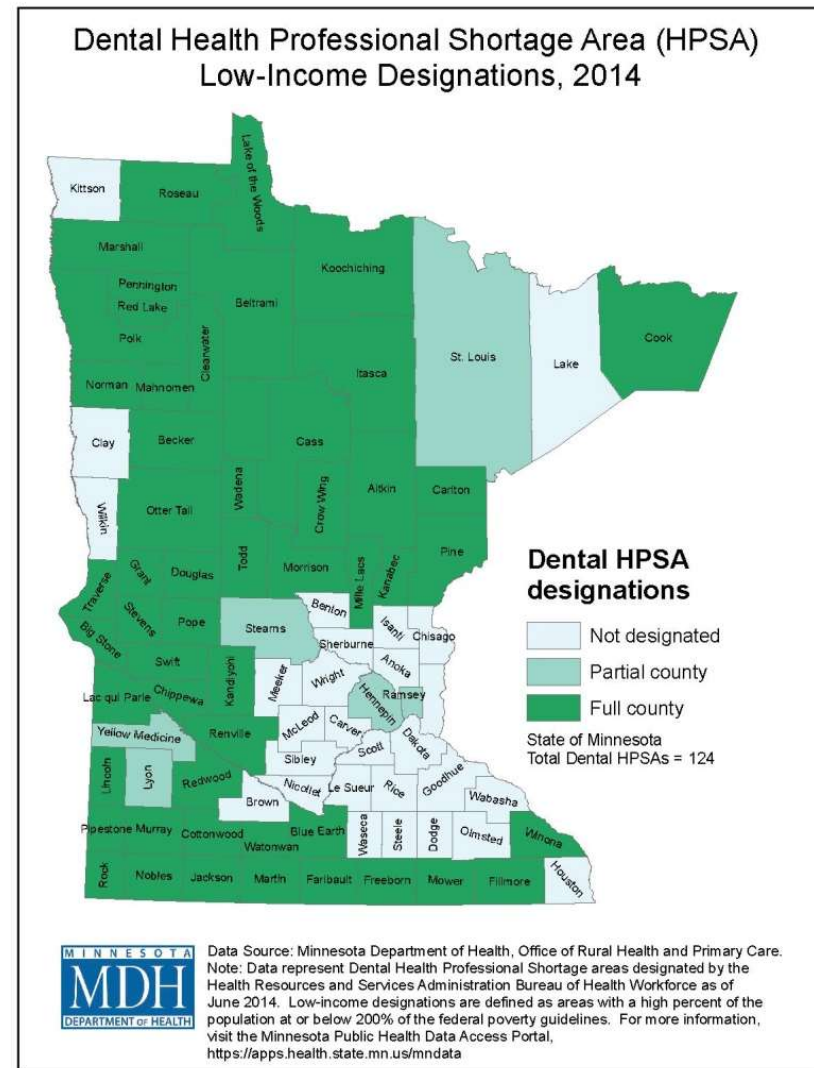 Dental Health Professional Shortage Area (HPSA)
Low-Income Designations, 2014
Kittson
Roseau
Lake of the Woods
Marshall
Koochiching
Pennington
Red Lake
Beltrami
Polk
Clearwater
St. Louis
Lake
Cook
Itasca
Norman
Mahnomen
Clay
Becker
Cass
Wilkin
Otter Tail
Wadena
Crow Wing
Aitkin
Carlton
Pine
Traverse
Grant
Douglas
Todd
Morrison
Mille Lacs
Kanabec
Big Stone
Stevens
Pope
Stearns
Benton
Isanti
Chisago
Sherburne
Swift
Kandiyohi
Meeker
Wright
Anoka
Hennepin
Ramsey
Lac qui Parle
Chippewa
McLeod
Carver
Dakota
Yellow Medicine
Renville
Scott
Sibley
Lincoln
Lyon
Redwood
Nicollet
Le Sueur
Rice
Goodhue
Wabasha
Brown
Pipestone
Murray
Cottonwood
Watonwan
Blue Earth
Waseca
Steele
Dodge
Olmsted
Winona
Rock
Nobles
Jackson
Martin
Faribault
Freeborn
Mower
Fillmore
Houston
Dental HPSA
designations
Not designated
Partial county
Full county
State of Minnesota
Total Dental HPSAs = 124
MINNESOTA
MDH
DEPARTMENT OF HEALTH
Data Source: Minnesota Department of Health, Office of Rural Health and Primary Care.
Note: Data represent Dental Health Professional Shortage areas designated by the
Health Resources and Services Administration Bureau of Health Workforce as of
June 2014. Low-income designations are defined as areas with a high percent of the
population at or below 200% of the federal poverty guidelines. For more information,
visit the Minnesota Public Health Data Access Portal,
https://apps.health.state.mn.us/mndata